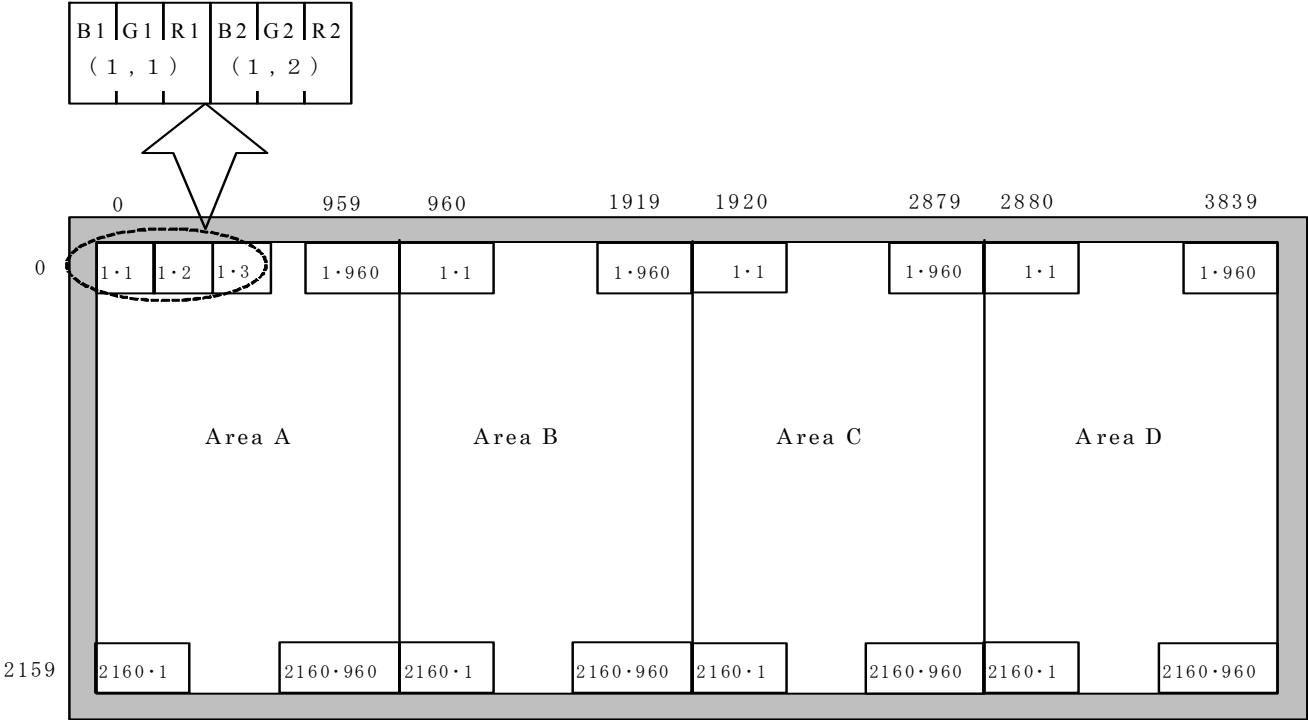 B1 G1 R1 B2 G2 R2
(1,1) (1,2)
0 959 960 1919 1920 2879 2880 3839
0 1·1 1·2 1·3 1·960 1·1 1·960 1·1 1·960 1·1 1·960
Area A Area B Area C Area D
2159 2160·1 2160·960 2160·1 2160·960 2160·1 2160·960 2160·1 2160·960